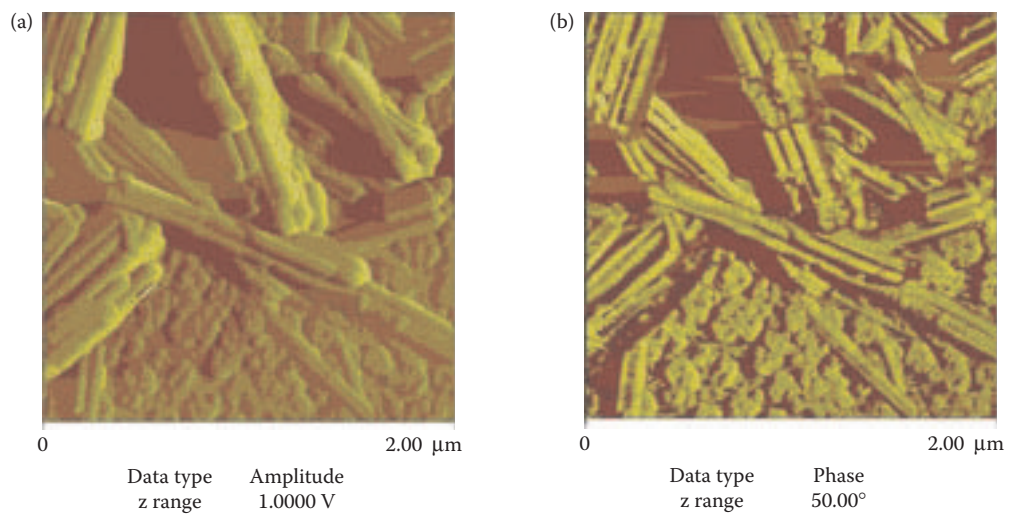 (a)
0 2.00 μm
Data type Amplitude
z range 1.0000 V
(b)
0 2.00 μm
Data type Phase
z range 50.00°